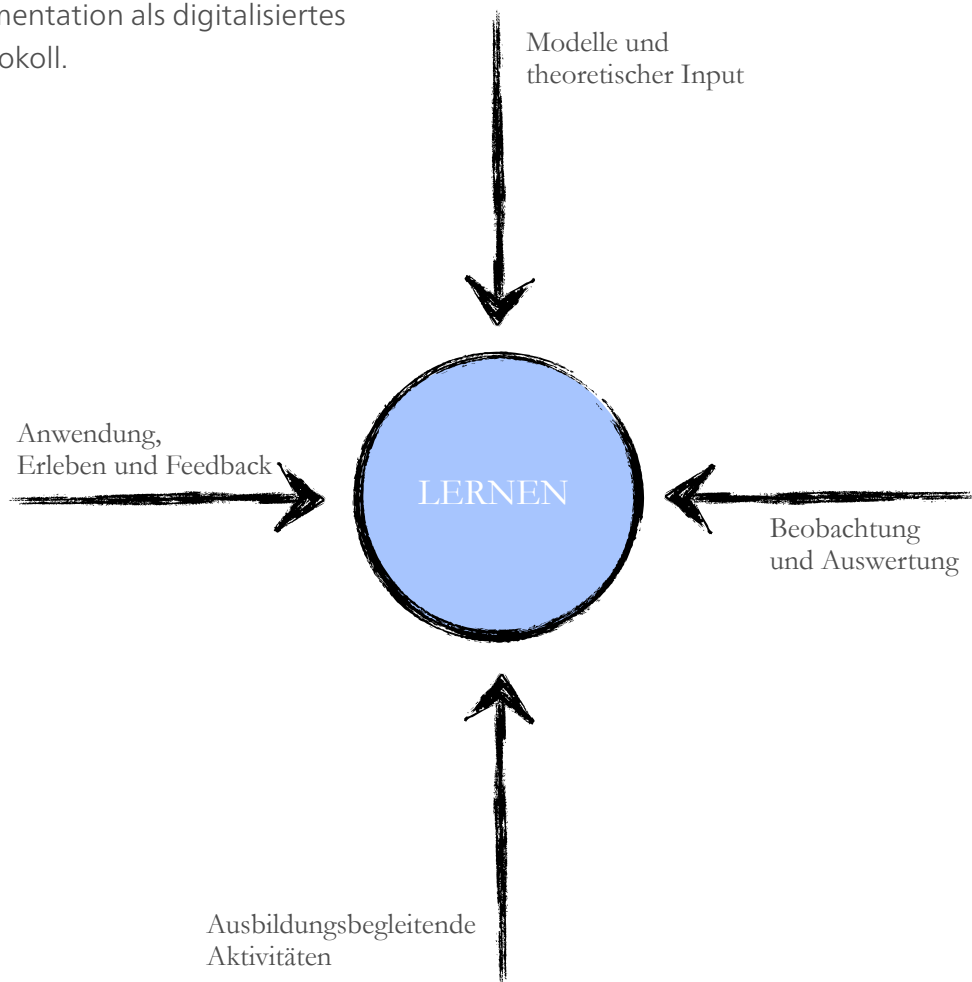 mentation als digitalisiertes
okoll.
Modelle und
theoretischer Input
Anwendung,
Erleben und Feedback
LERNEN
Beobachtung
und Auswertung
Ausbildungsbegleitende
Aktivitäten